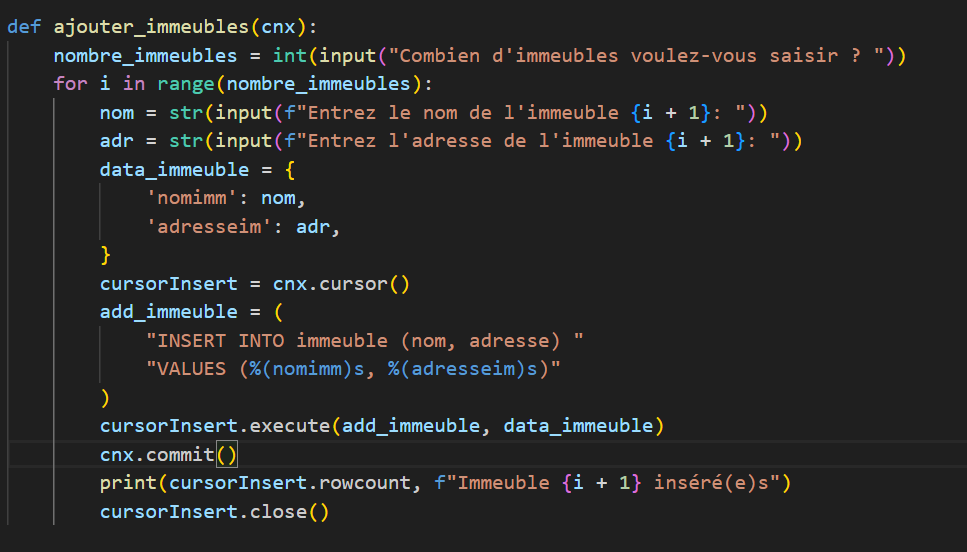 def ajouter_immeubles(cnx):
    nombre_immeubles = int(input("Combien d'immeubles voulez-vous saisir ? "))
    for i in range(nombre_immeubles):
        nom = str(input(f"Entrez le nom de l'immeuble {i + 1}: "))
        adr = str(input(f"Entrez l'adresse de l'immeuble {i + 1}: "))
        data_immeuble = {
            'nomimm': nom,
            'adresseim': adr,
        }
        cursorInsert = cnx.cursor()
        add_immeuble = (
            "INSERT INTO immeuble (nom, adresse) "
            "VALUES (%(nomimm)s, %(adresseim)s)"
        )
        cursorInsert.execute(add_immeuble, data_immeuble)
        cnx.commit()
        print(cursorInsert.rowcount, f"Immeuble {i + 1} inséré(e)s")
        cursorInsert.close()